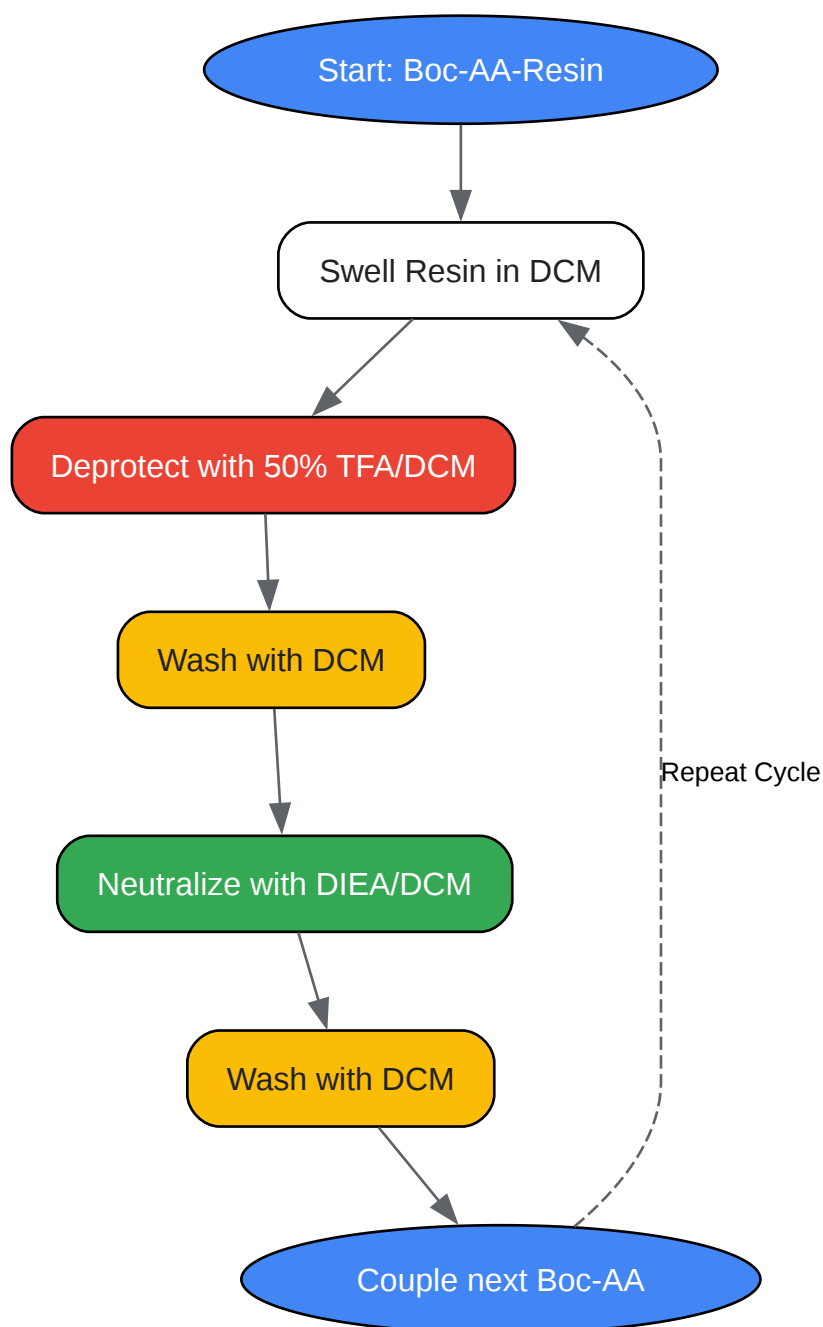 Start: Boc-AA-Resin
Swell Resin in DCM
Deprotect with 50% TFA/DCM
Wash with DCM
Repeat Cycle
Neutralize with DIEA/DCM
Wash with DCM
Couple next Boc-AA